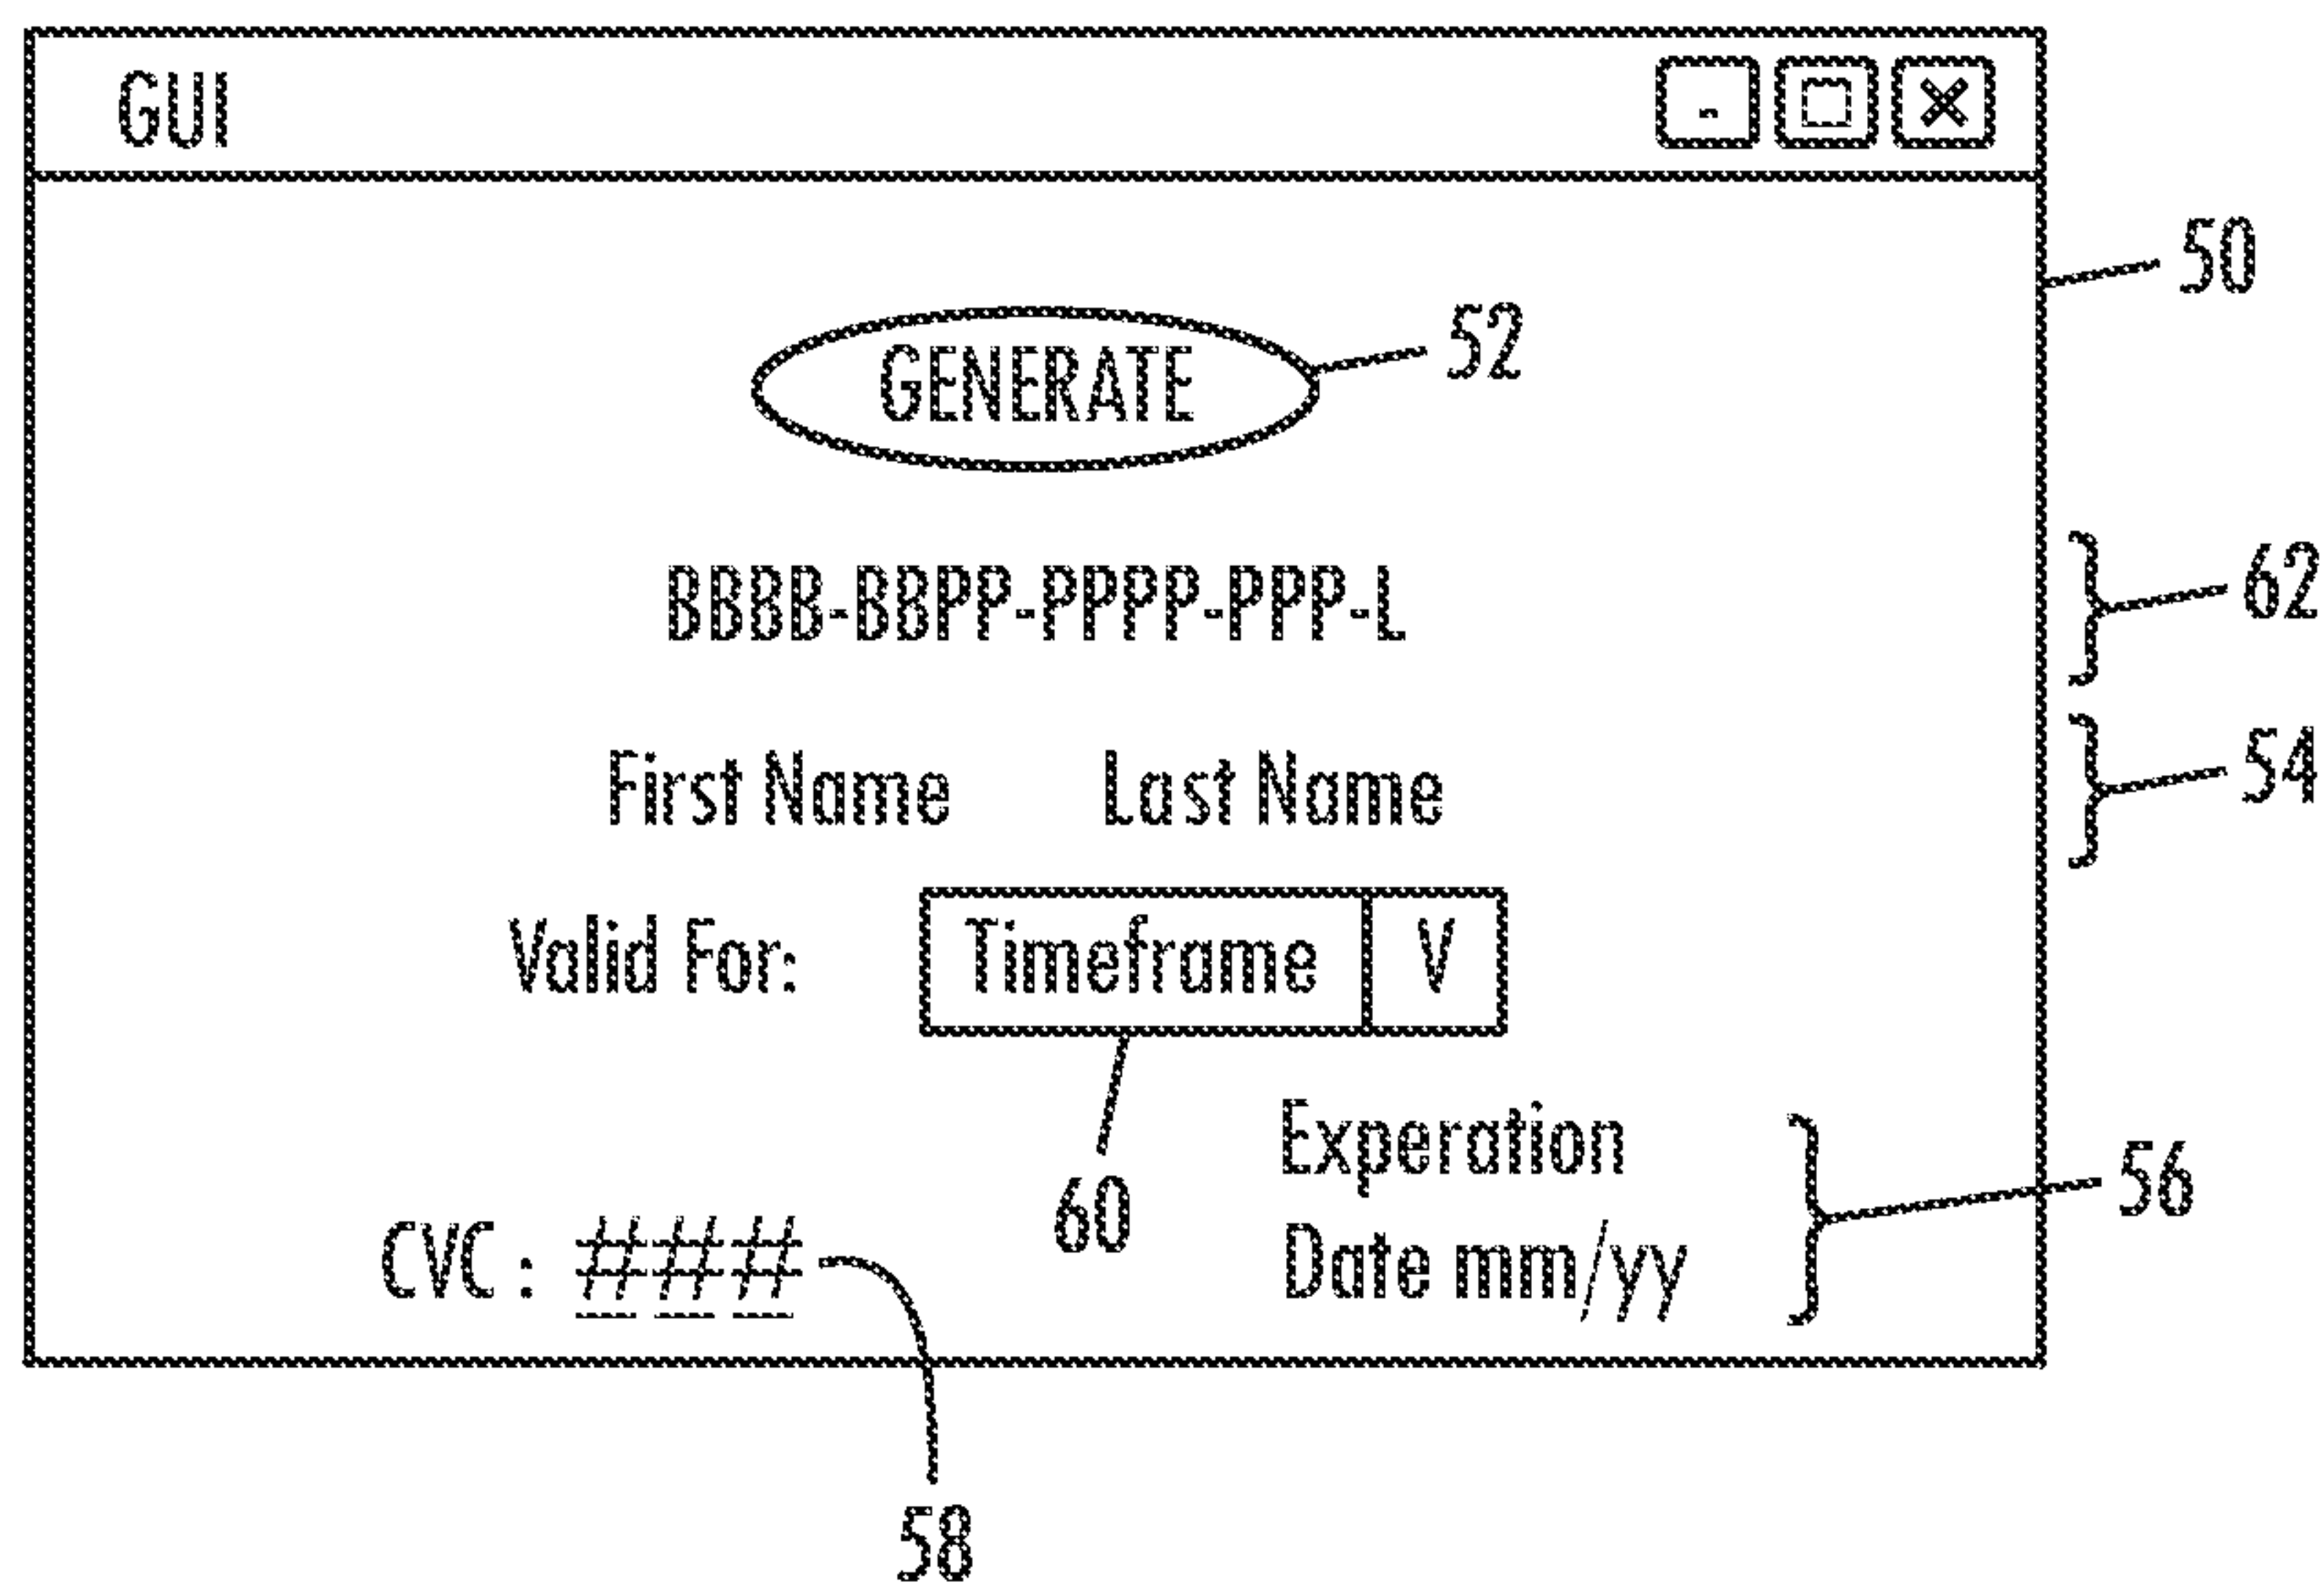 GUI - □ X
50
GENERATE 52
BBBB-BBPP-PPPP-PPP-L 62
First Name Last Name 54
Valid For: Timeframe V
60
Experation
56
CVC: ### Date mm/yy
58